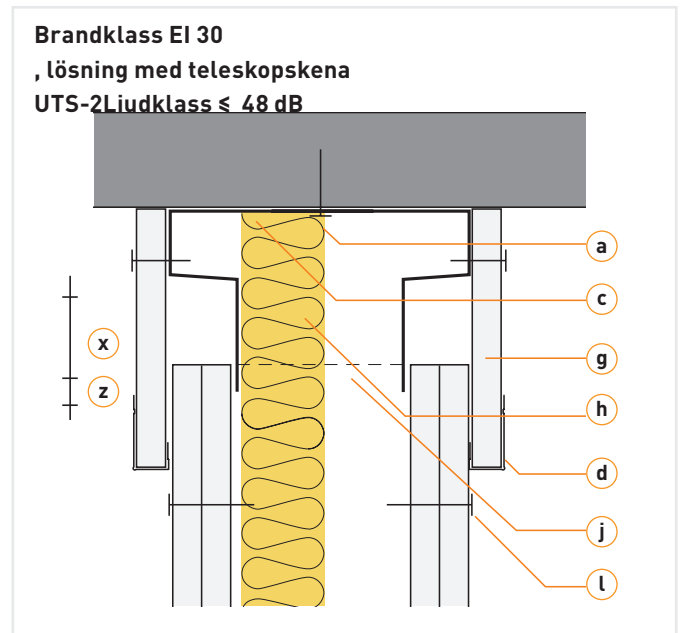 Brandklass EI 30
, lösning med teleskopskena
UTS-2Ljudklass ≤ 48 dB
a
c
x
g
z
h
d
j
l